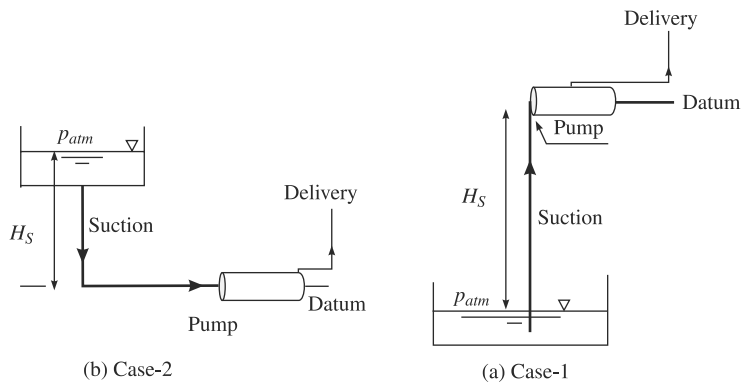 p_atm
H_S
Suction
Delivery
Datum
Pump
(b) Case-2
Delivery
Datum
Pump
H_S
Suction
p_atm
(a) Case-1